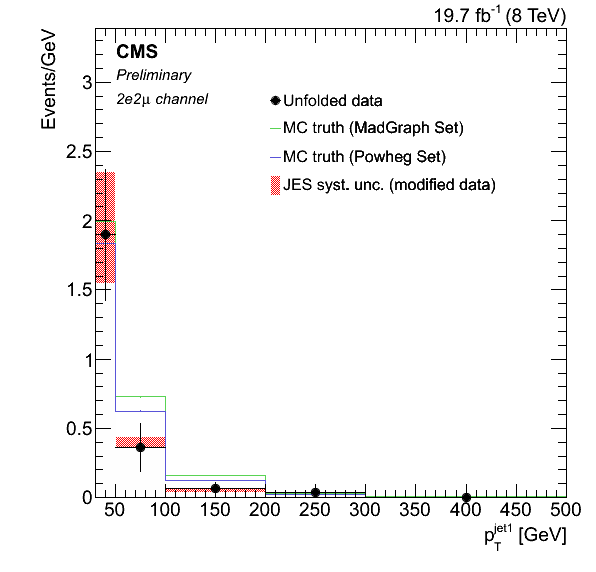 19.7 fb⁻¹ (8 TeV)
Events/GeV
CMS
Preliminary
2e2μ channel
Unfolded data
MC truth (MadGraph Set)
MC truth (Powheg Set)
JES syst. unc. (modified data)
3
2.5
2
1.5
1
0.5
0
50 100 150 200 250 300 350 400 450 500
p_T^jet1 [GeV]